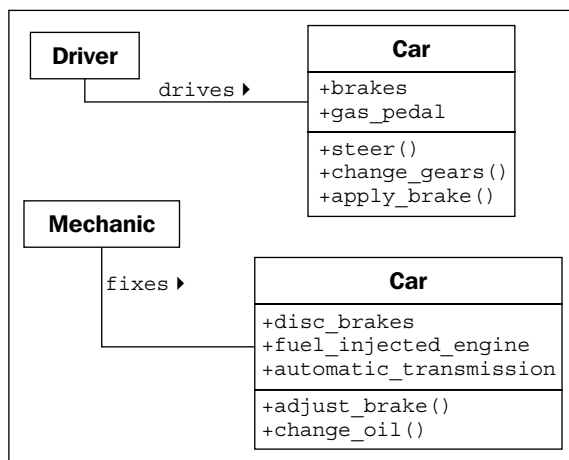 Driver
Car
drives
+brakes
+gas_pedal
+steer()
+change_gears()
+apply_brake()
Mechanic
fixes
Car
+disc_brakes
+fuel_injected_engine
+automatic_transmission
+adjust_brake()
+change_oil()